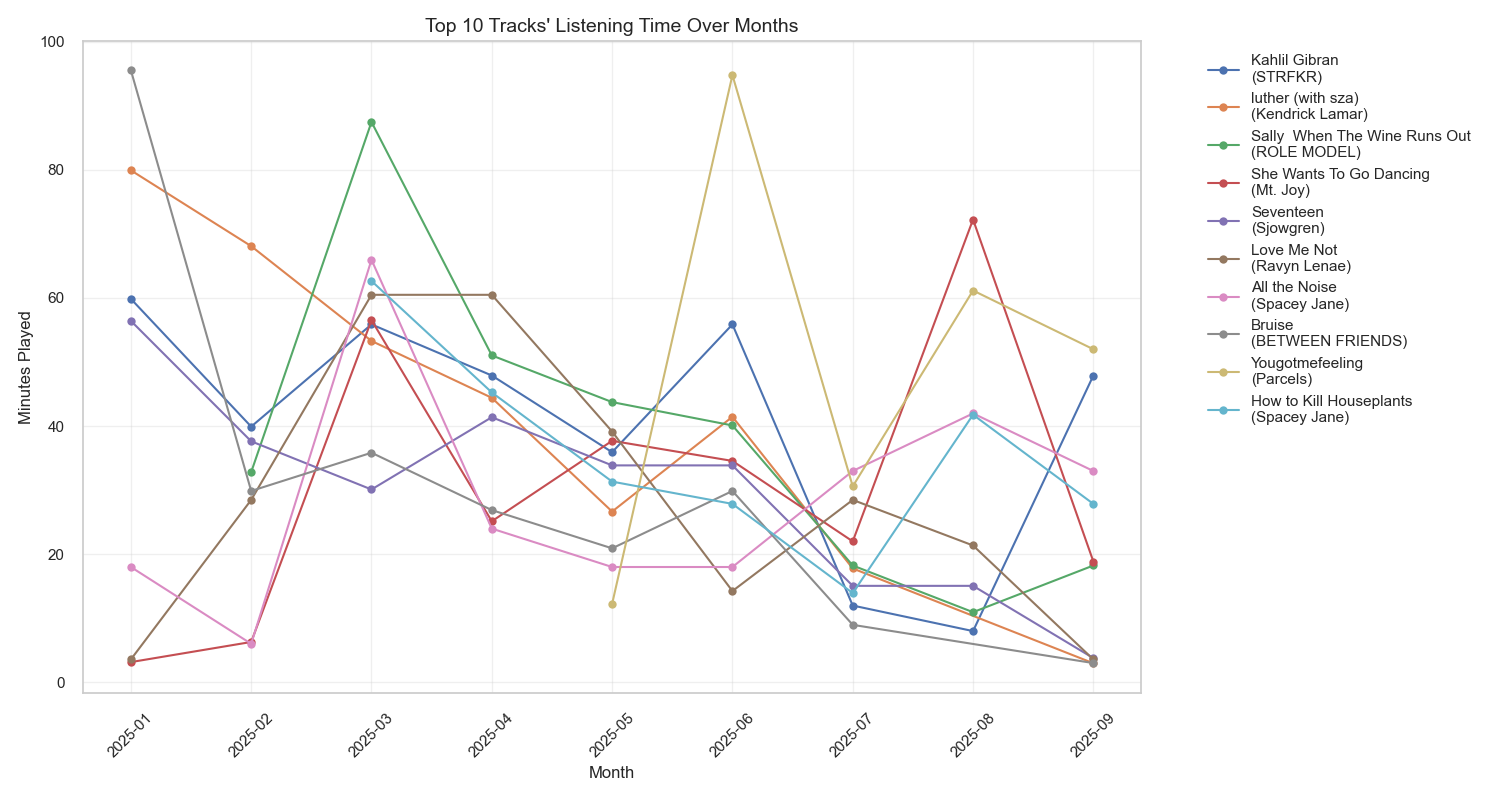 Top 10 Tracks' Listening Time Over Months
100
80
60
40
20
0
Minutes Played
2025-01
2025-02
2025-03
2025-04
2025-05
2025-06
2025-07
2025-08
2025-09
Month
Kahlil Gibran
(STRFKR)
luther (with sza)
(Kendrick Lamar)
Sally  When The Wine Runs Out
(ROLE MODEL)
She Wants To Go Dancing
(Mt. Joy)
Seventeen
(Sjowgren)
Love Me Not
(Ravyn Lenae)
All the Noise
(Spacey Jane)
Bruise
(BETWEEN FRIENDS)
Yougotmefeeling
(Parcels)
How to Kill Houseplants
(Spacey Jane)